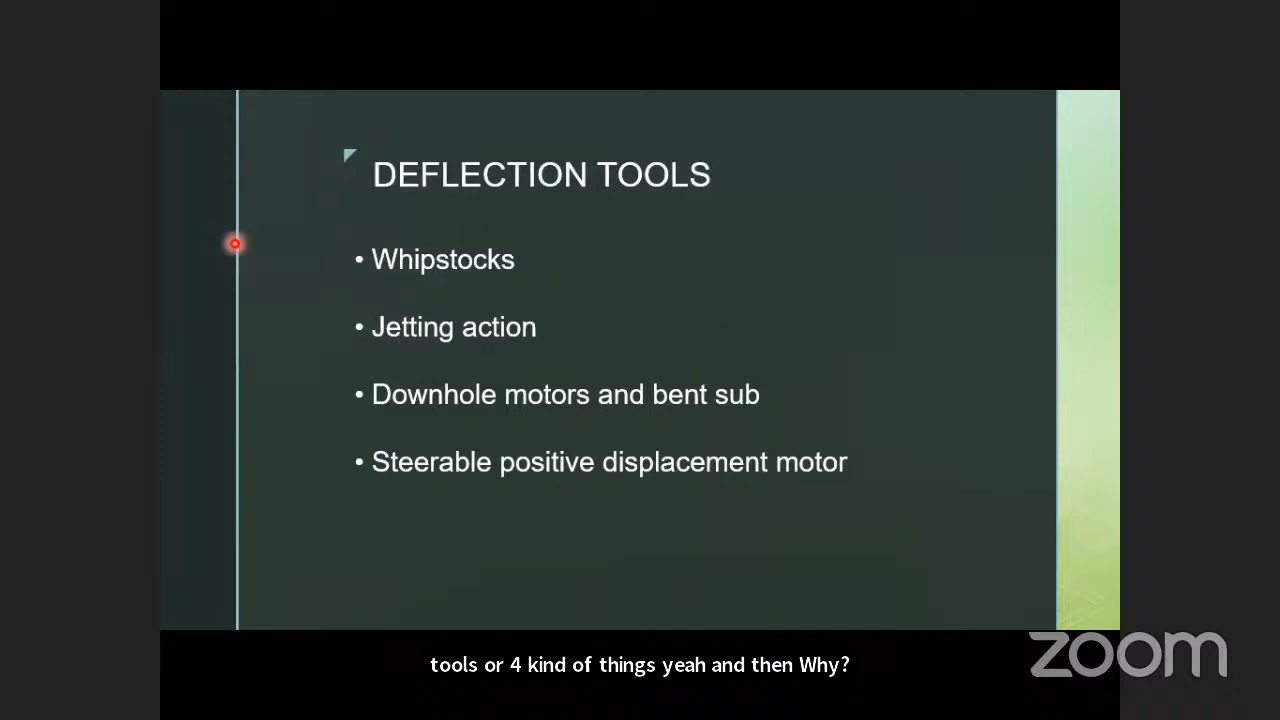 DEFLECTION TOOLS
• Whipstocks
• Jetting action
• Downhole motors and bent sub
• Steerable positive displacement motor
tools or 4 kind of things yeah and then Why?
zoom